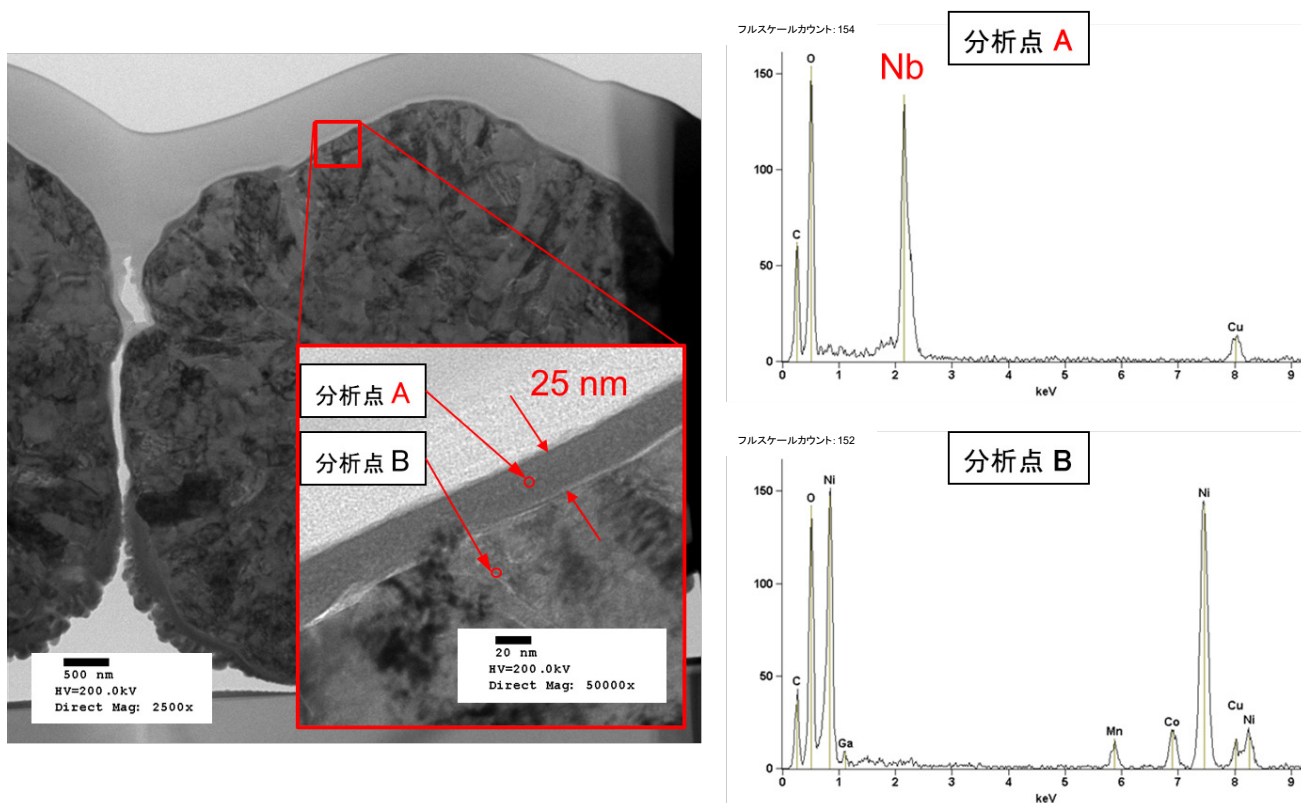 分析点 A
分析点 B
25 nm
500 nm
HV=200.0kV
Direct Mag: 2500x
20 nm
HV=200.0kV
Direct Mag: 50000x
フルスケールカウント: 154
分析点 A
150
100
50
0
C
O
Nb
Cu
0 1 2 3 4 5 6 7 8 9
keV
フルスケールカウント: 152
分析点 B
150
100
50
0
C
O
Ni
Ga
Mn
Co
Ni
Cu
Ni
0 1 2 3 4 5 6 7 8 9
keV